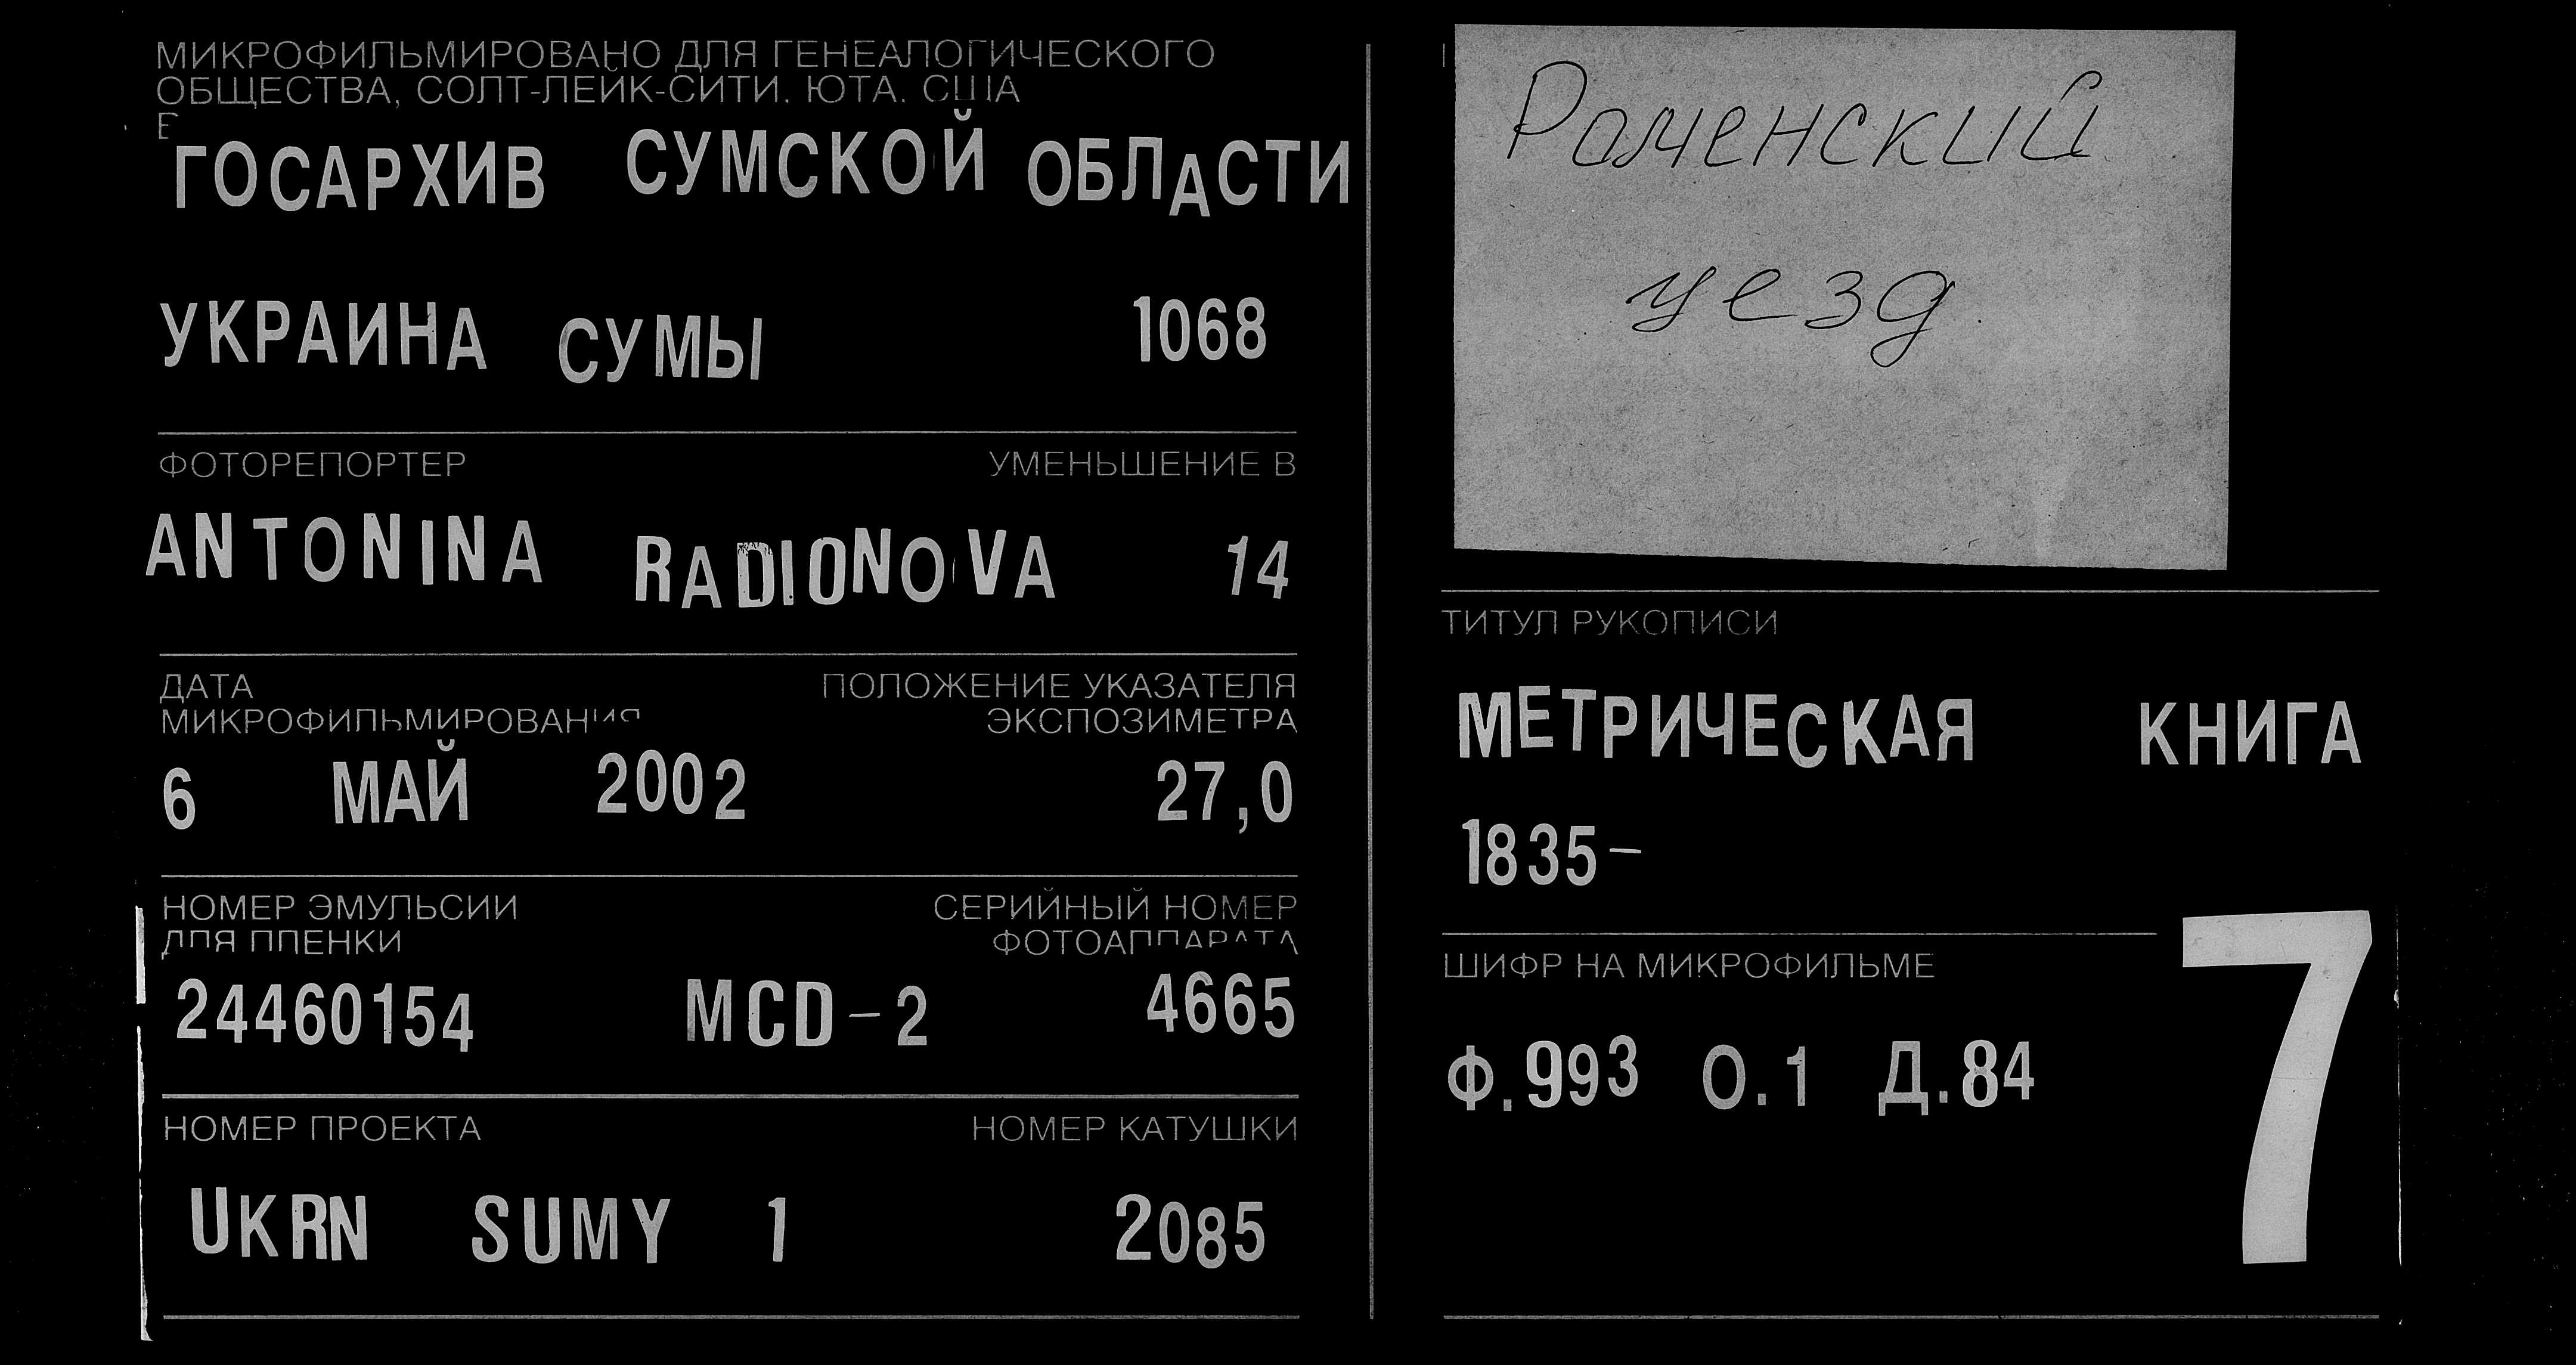 МИКРОФИЛЬМИРОВАНО ДЛЯ ГЕНЕАЛОГИЧЕСКОГО
ОБЩЕСТВА, СОЛТ-ЛЕЙК-СИТИ. ЮТА. США
В
ГОСАРХИВ СУМСКОЙ ОБЛАСТИ
УКРАИНА СУМЫ 1068
ФОТОРЕПОРТЕР УМЕНЬШЕНИЕ В
ANTONINA RADIONOVA 14
ДАТА ПОЛОЖЕНИЕ УКАЗАТЕЛЯ
МИКРОФИЛЬМИРОВАНИЯ ЭКСПОЗИМЕТРА
6 МАЙ 2002 27,0
НОМЕР ЭМУЛЬСИИ СЕРИЙНЫЙ НОМЕР
ДЛЯ ПЛЕНКИ ФОТОАППАРАТА
24460154 MCD-2 4665
НОМЕР ПРОЕКТА НОМЕР КАТУШКИ
UKRN SUMY 1 2085
Роменский
уезд.
ТИТУЛ РУКОПИСИ
МЕТРИЧЕСКАЯ КНИГА
1835-
ШИФР НА МИКРОФИЛЬМЕ
Ф.993 О.1 Д.84
7